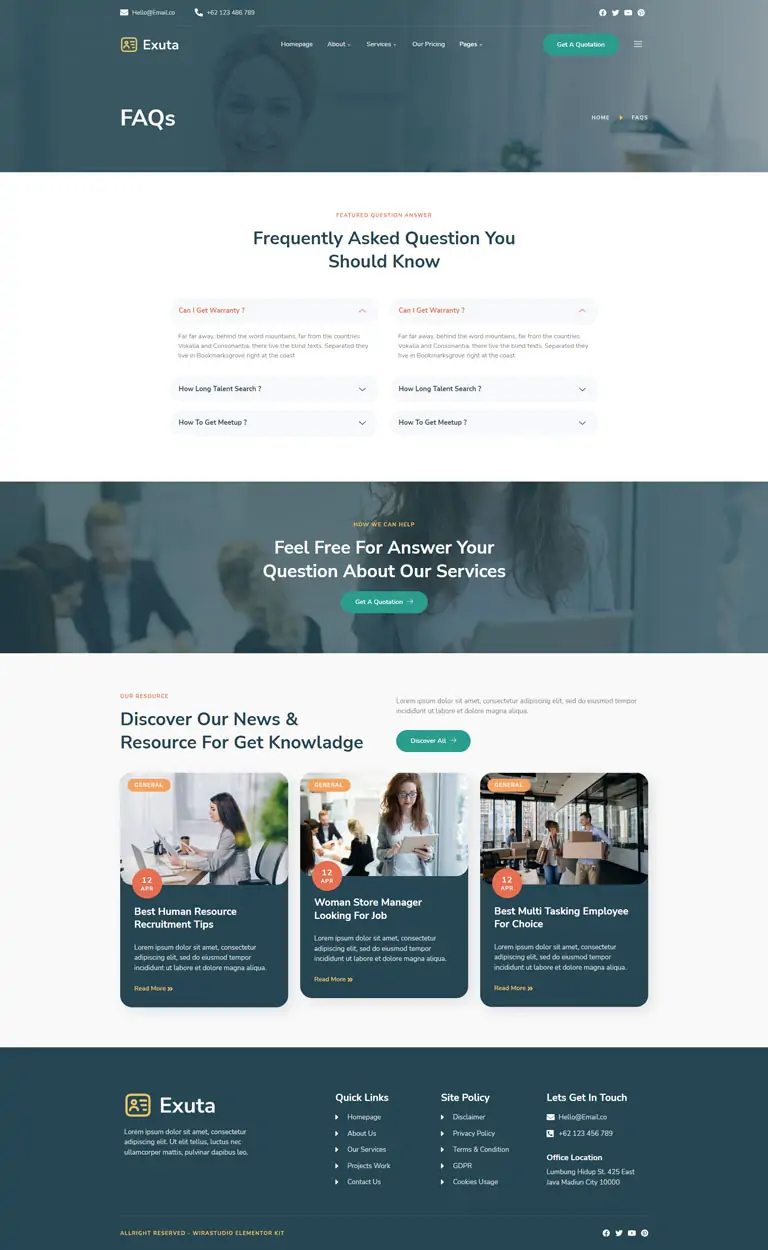 Hello@Email.co
+62 123 486 789
Exuta
Homepage
About
Services
Our Pricing
Pages
Get A Quotation
FAQs
HOME
FAQS
FEATURED QUESTION ANSWER
Frequently Asked Question You
Should Know
Can I Get Warranty ?
Far far away, behind the word mountains, far from the countries
Vokalia and Consonantia, there live the blind texts. Separated they
live in Bookmarksgrove right at the coast
How Long Talent Search ?
How To Get Meetup ?
Can I Get Warranty ?
Far far away, behind the word mountains, far from the countries
Vokalia and Consonantia, there live the blind texts. Separated they
live in Bookmarksgrove right at the coast
How Long Talent Search ?
How To Get Meetup ?
HOW WE CAN HELP
Feel Free For Answer Your
Question About Our Services
Get A Quotation
OUR RESOURCE
Discover Our News &
Resource For Get Knowladge
Lorem ipsum dolor sit amet, consectetur adipiscing elit, sed do eiusmod tempor
incididunt ut labore et dolore magna aliqua.
Discover All
GENERAL
12
APR
Best Human Resource
Recruitment Tips
Lorem ipsum dolor sit amet, consectetur
adipiscing elit, sed do eiusmod tempor
incididunt ut labore et dolore magna aliqua.
Read More
GENERAL
12
APR
Woman Store Manager
Looking For Job
Lorem ipsum dolor sit amet, consectetur
adipiscing elit, sed do eiusmod tempor
incididunt ut labore et dolore magna aliqua.
Read More
GENERAL
12
APR
Best Multi Tasking Employee
For Choice
Lorem ipsum dolor sit amet, consectetur
adipiscing elit, sed do eiusmod tempor
incididunt ut labore et dolore magna aliqua.
Read More
Exuta
Lorem ipsum dolor sit amet, consectetur
adipiscing elit. Ut elit tellus, luctus nec
ullamcorper mattis, pulvinar dapibus leo.
Quick Links
Homepage
About Us
Our Services
Projects Work
Contact Us
Site Policy
Disclaimer
Privacy Policy
Terms & Condition
GDPR
Cookies Usage
Lets Get In Touch
Hello@Email.co
+62 123 456 789
Office Location
Lumbung Hidup St. 425 East
Java Madiun City 10000
ALLRIGHT RESERVED - WIRASTUDIO ELEMENTOR KIT